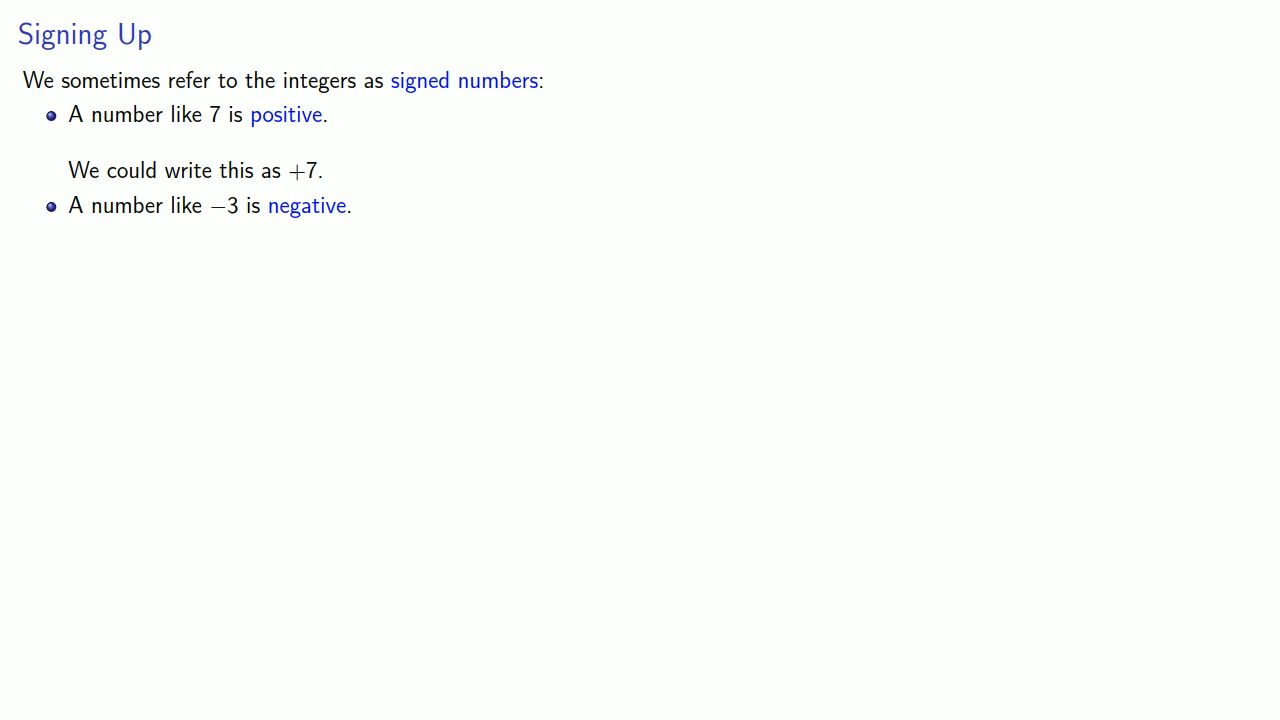 Signing Up
We sometimes refer to the integers as signed numbers:
A number like 7 is positive.
We could write this as +7.
A number like −3 is negative.